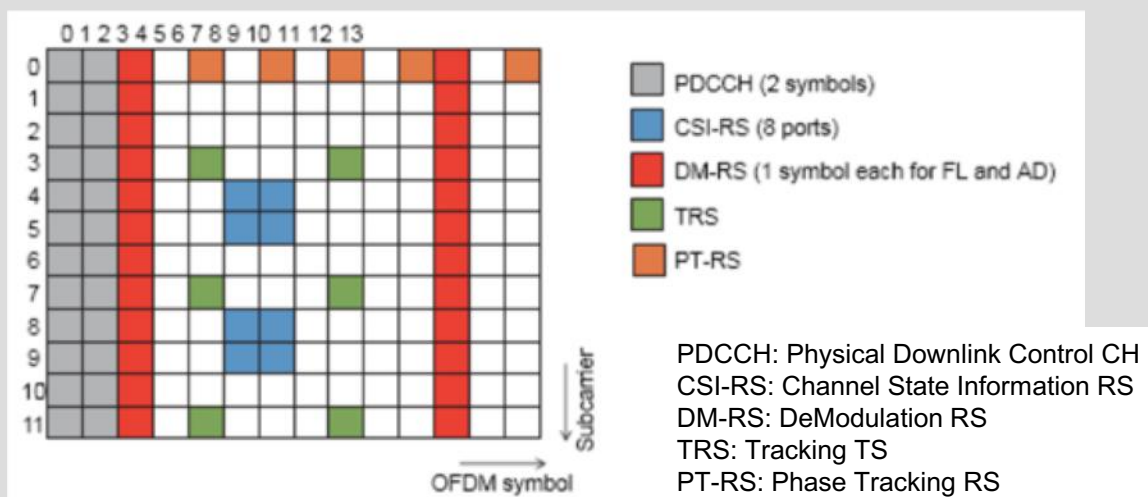 0 1 2 3 4 5 6 7 8 9 10 11 12 13
0
1
2
3
4
5
6
7
8
9
10
11
PDCCH (2 symbols)
CSI-RS (8 ports)
DM-RS (1 symbol each for FL and AD)
TRS
PT-RS
Subcarrier
OFDM symbol
PDCCH: Physical Downlink Control CH
CSI-RS: Channel State Information RS
DM-RS: DeModulation RS
TRS: Tracking TS
PT-RS: Phase Tracking RS